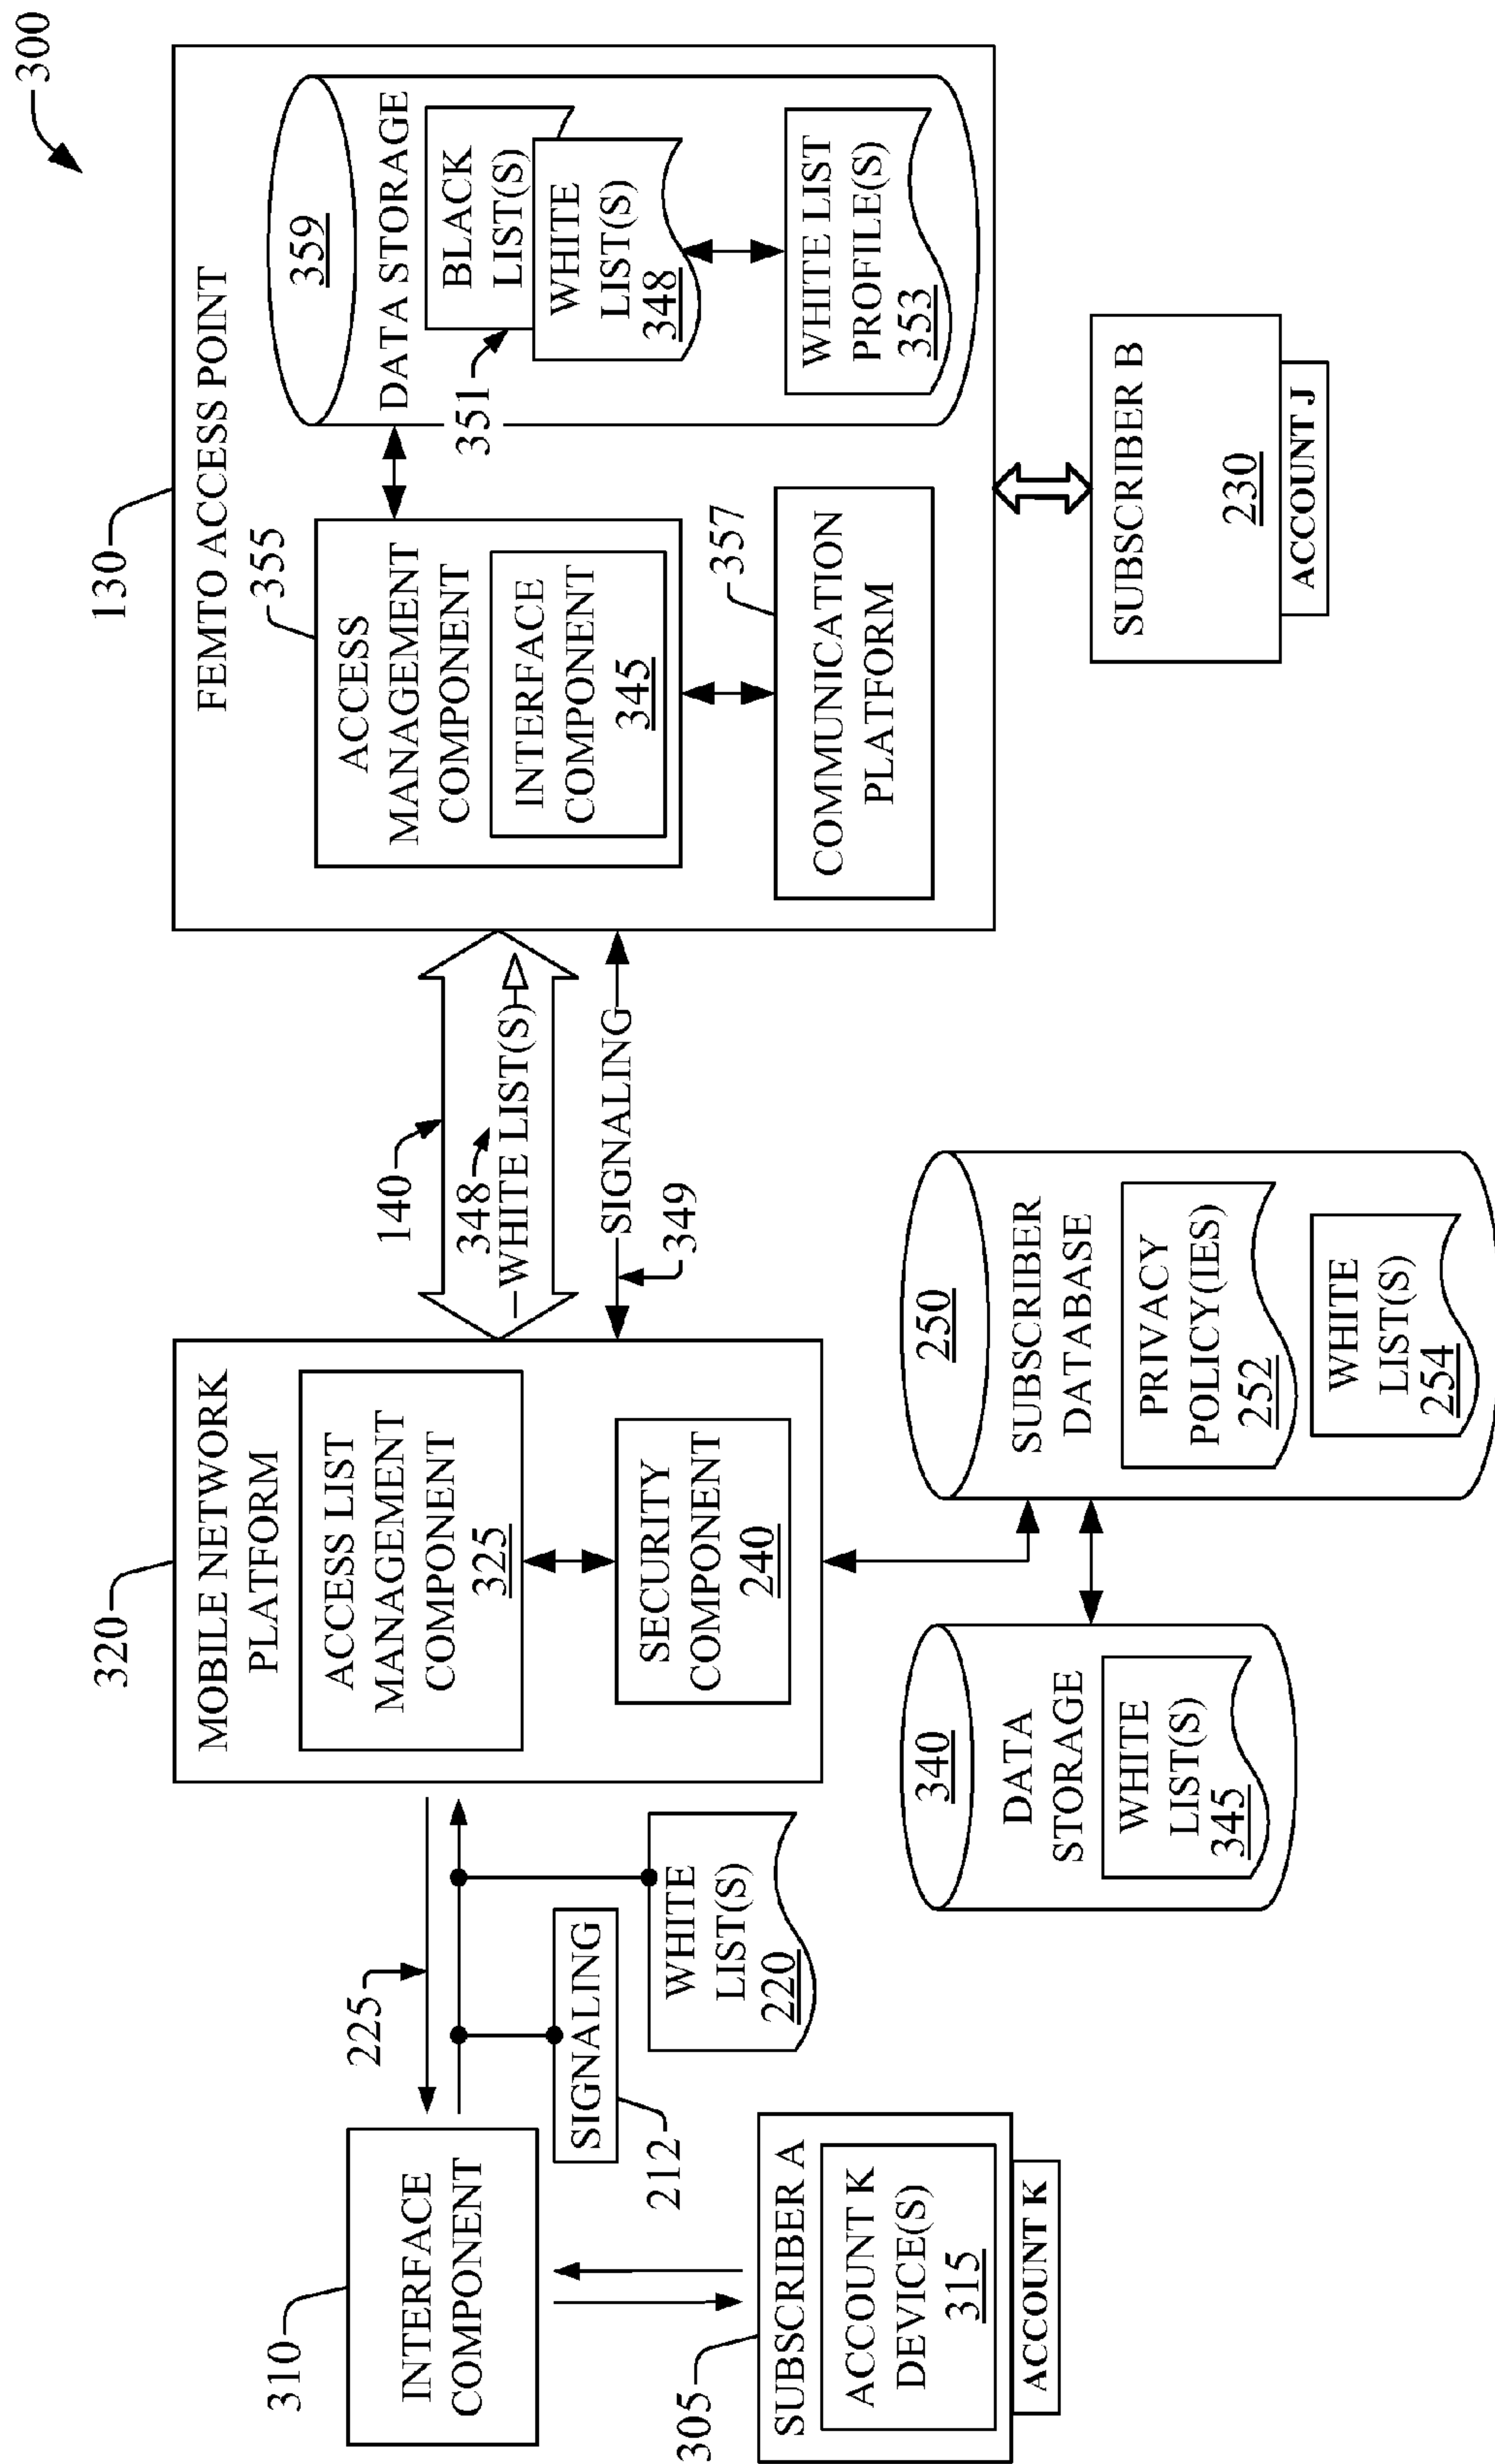 300
310
INTERFACE
COMPONENT
225
SIGNALING
212
WHITE
LIST(S)
220
305
SUBSCRIBER A
ACCOUNT K
DEVICE(S)
315
ACCOUNT K
320
MOBILE NETWORK
PLATFORM
ACCESS LIST
MANAGEMENT
COMPONENT
325
SECURITY
COMPONENT
240
340
DATA
STORAGE
WHITE
LIST(S)
345
250
SUBSCRIBER
DATABASE
PRIVACY
POLICY(IES)
252
WHITE
LIST(S)
254
140
348
WHITE LIST(S)
SIGNALING
349
130
FEMTO ACCESS POINT
355
ACCESS
MANAGEMENT
COMPONENT
INTERFACE
COMPONENT
345
357
COMMUNICATION
PLATFORM
359
DATA STORAGE
351
BLACK
LIST(S)
WHITE
LIST(S)
348
WHITE LIST
PROFILE(S)
353
SUBSCRIBER B
230
ACCOUNT J